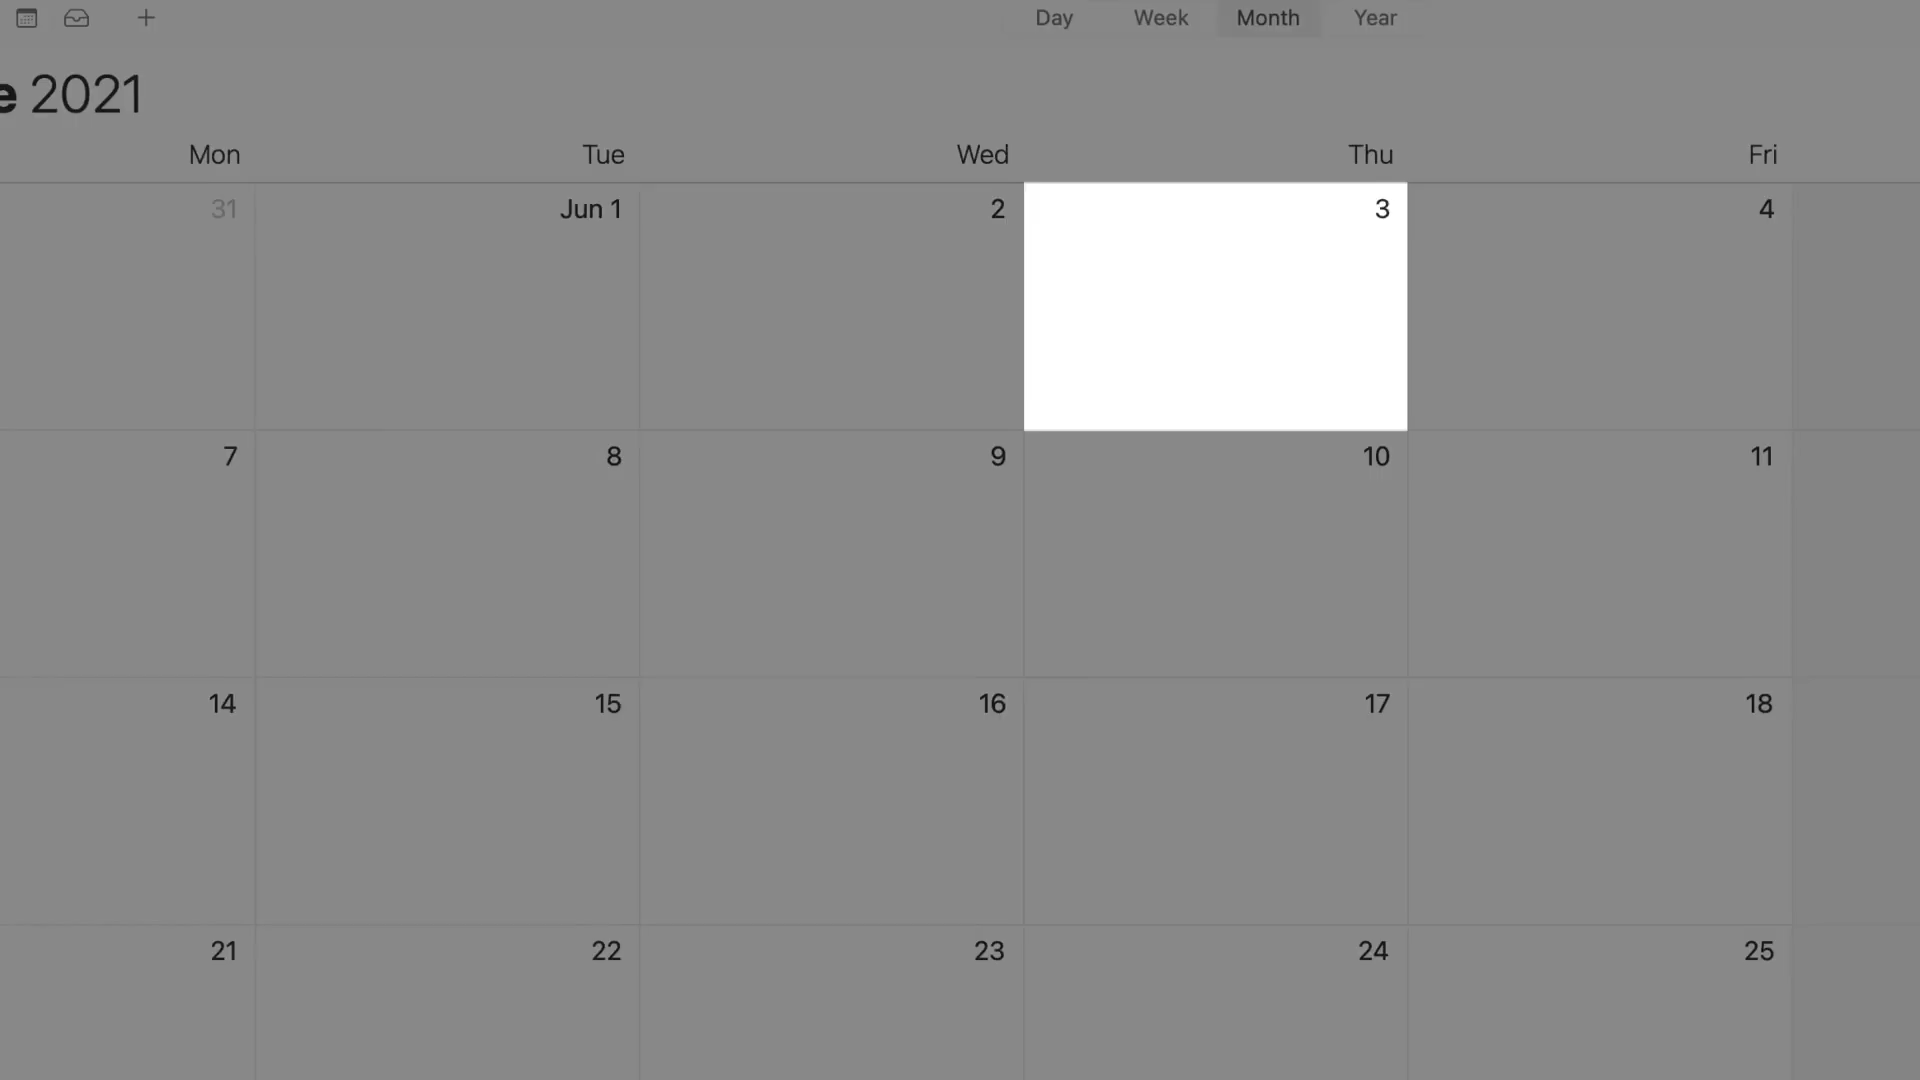 Day Week Month Year
e 2021
Mon Tue Wed Thu Fri
31 Jun 1 2 3 4
7 8 9 10 11
14 15 16 17 18
21 22 23 24 25